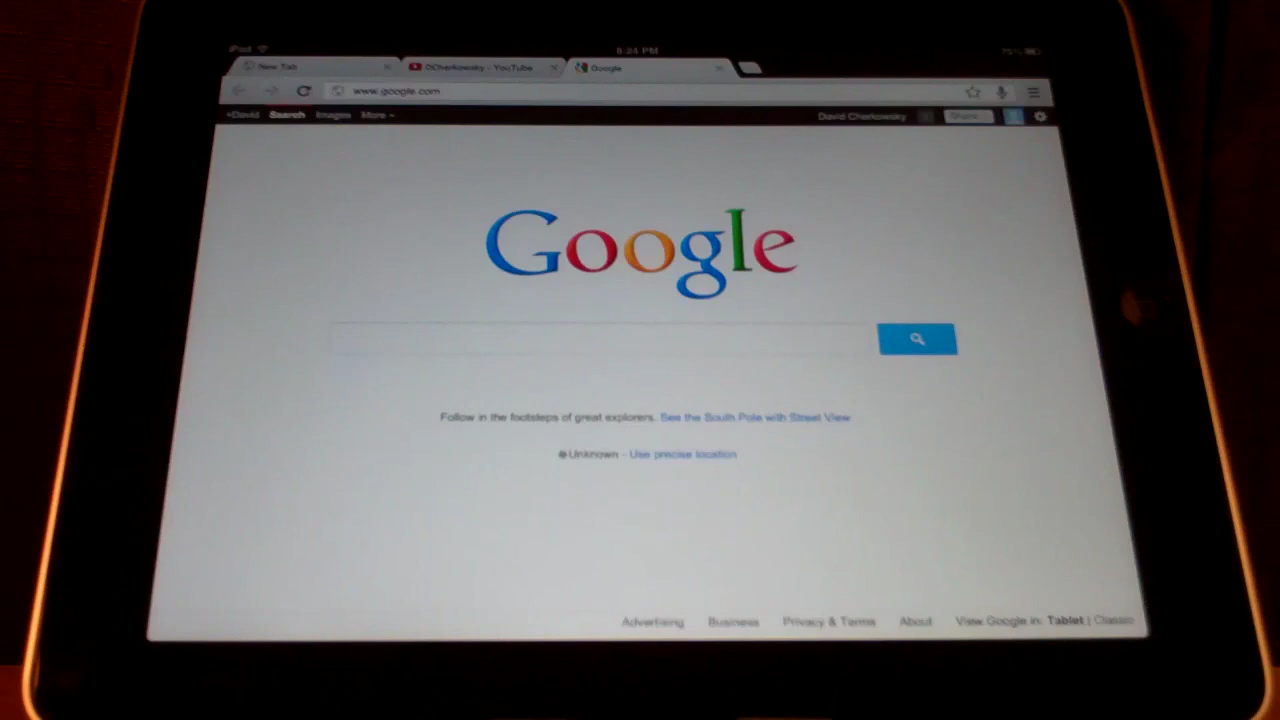 iPad 6:24 PM 75%
New Tab DCherkowsky - YouTube Google
www.google.com
+David Search Images More David Cherkowsky Share...
Google
Follow in the footsteps of great explorers. See the South Pole with Street View
Unknown - Use precise location
Advertising Business Privacy & Terms About View Google in: Tablet | Classic